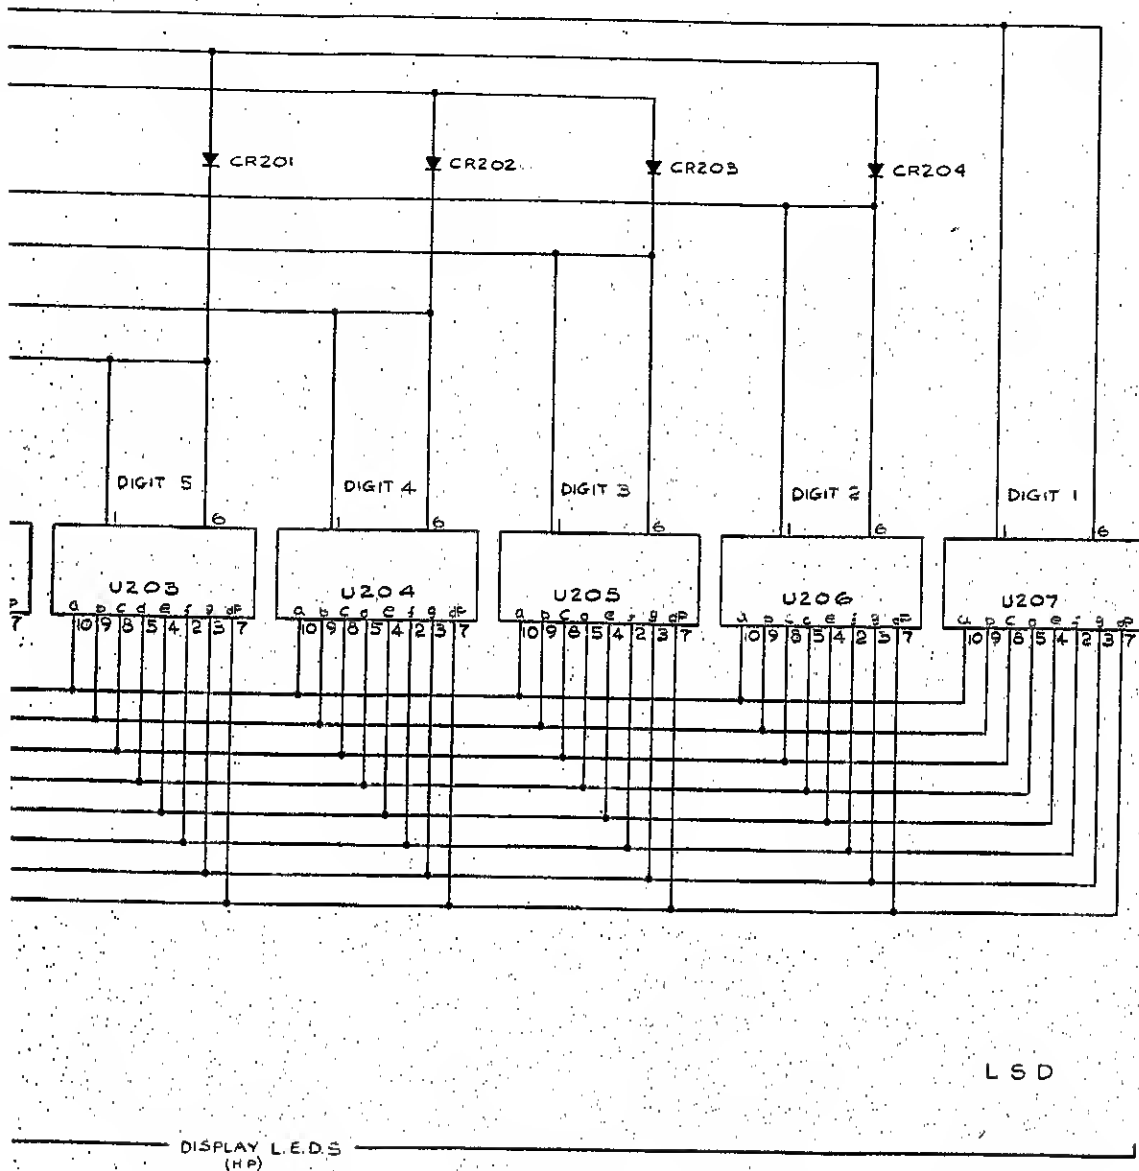 CR201 CR202 CR203 CR204
DIGIT 5 DIGIT 4 DIGIT 3 DIGIT 2 DIGIT 1
1 6 1 6 1 6 1 6 1 6
U203 U204 U205 U206 U207
a b c d e f g dp a b c d e f g dp a b c d e f g dp
7 10 9 8 5 4 2 3 7 10 9 8 5 4 2 3 7 10 9 8 5 4 2 3 7 10 9 8 5 4 2 3 7 10 9 8 5 4 2 3 7
L S D
DISPLAY L.E.D.S
(HP)